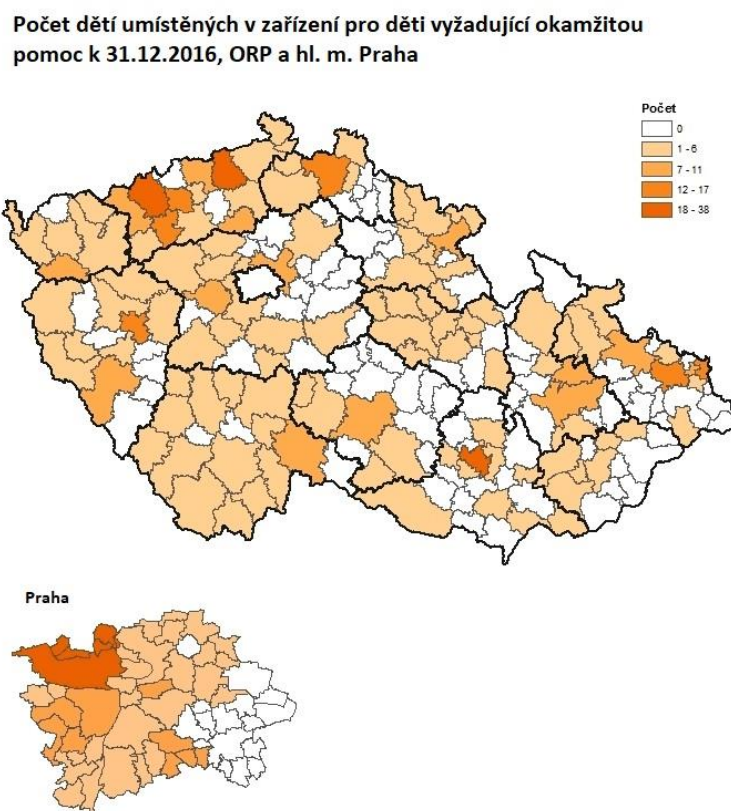 Počet dětí umístěných v zařízení pro děti vyžadující okamžitou
pomoc k 31.12.2016, ORP a hl. m. Praha
Počet
0
1 - 6
7 - 11
12 - 17
18 - 38
Praha